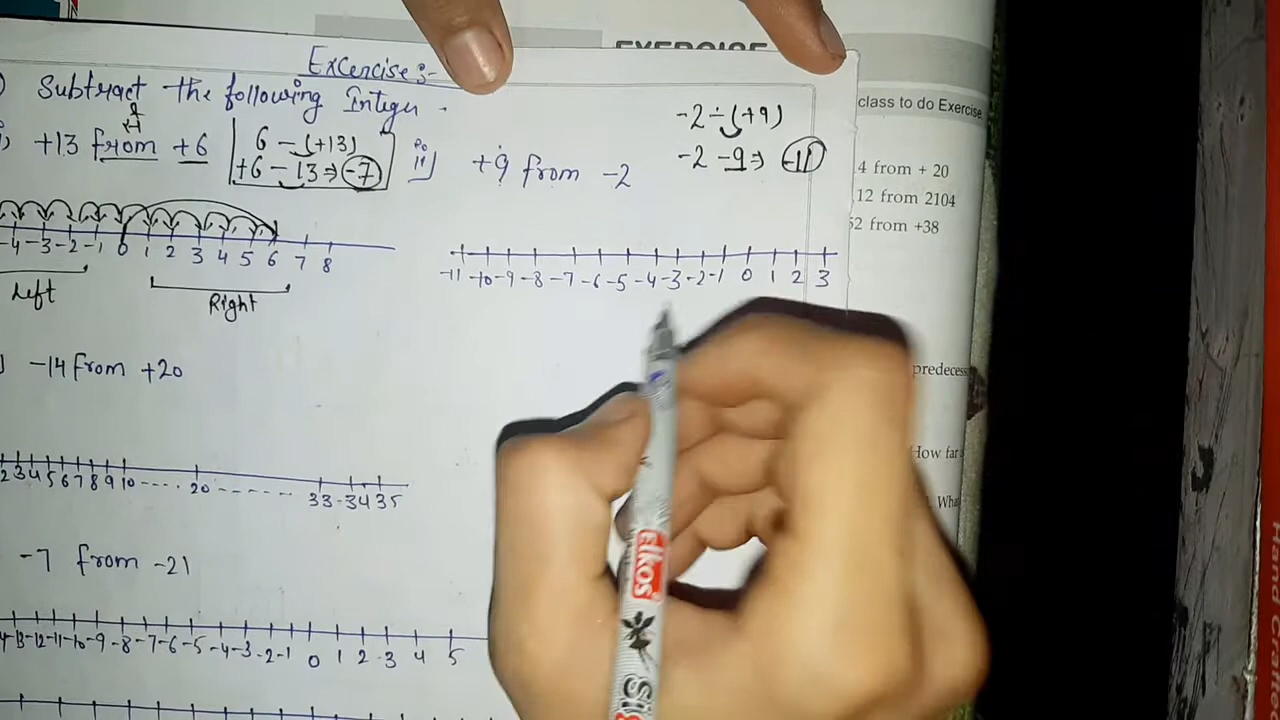 EXERCISE
Excercise :-
Subtract the following Integer.
+13 from +6
6 - (+13)
+6 - 13 ⇒ -7
+9 from -2
-2 - (+9)
-2 - 9 ⇒ -11
-4 -3 -2 -1 0 1 2 3 4 5 6 7 8
Left
Right
-11 -10 -9 -8 -7 -6 -5 -4 -3 -2 -1 0 1 2 3
-14 from +20
2 3 4 5 6 7 8 9 10 .... 20 ------ 33 34 35
-7 from -21
-13 -12 -11 -10 -9 -8 -7 -6 -5 -4 -3 -2 -1 0 1 2 3 4 5
class to do Exercise
4 from + 20
12 from 2104
52 from +38
predecess
How far
Wha
elkos
Hand Crafted